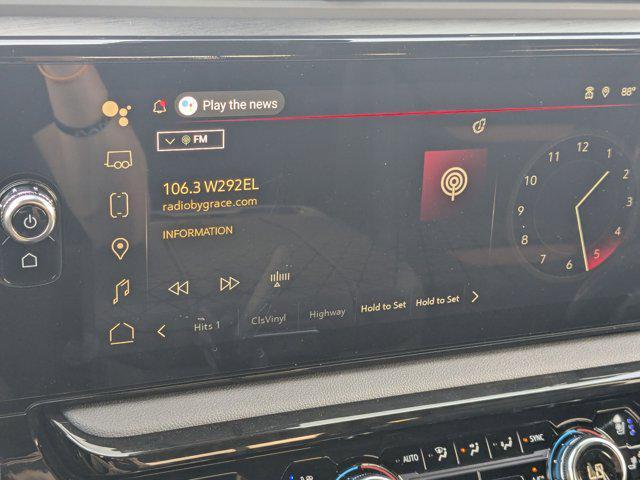 Play the news
88°
FM
106.3 W292EL
radiobygrace.com
INFORMATION
Hits 1
ClsVinyl
Highway
Hold to Set
Hold to Set
12
1
2
3
4
5
6
7
8
9
10
11
AUTO
SYNC
LO